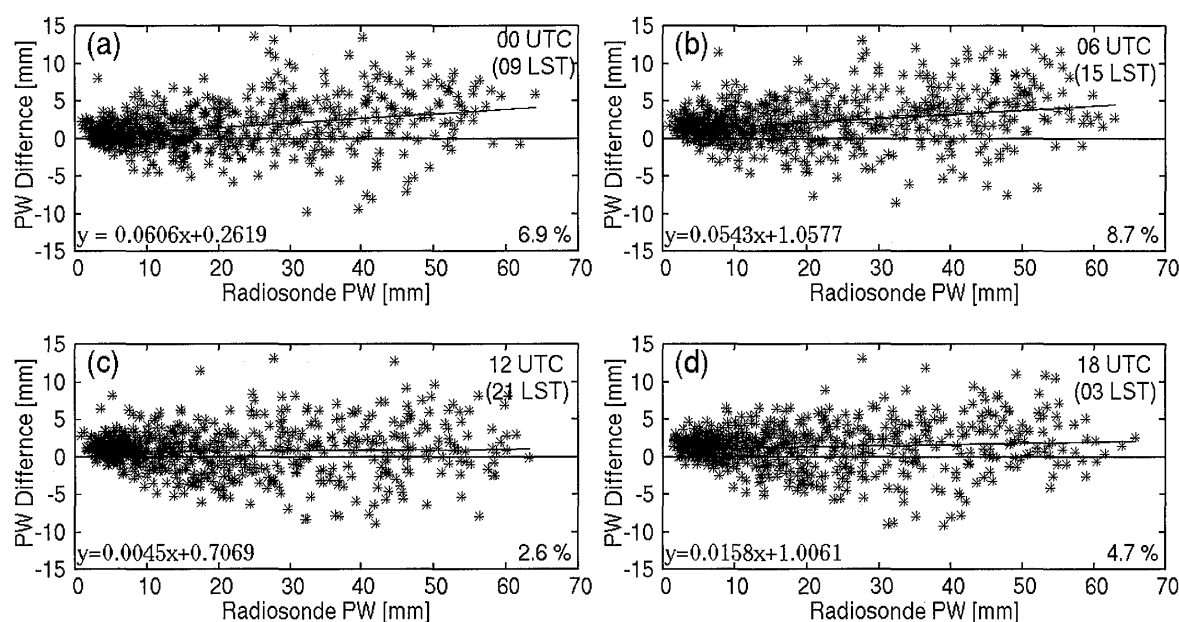 15
10
5
0
-5
-10
-15
PW Differnce [mm]
(a)
00 UTC
(09 LST)
y = 0.0606x+0.2619
6.9 %
0 10 20 30 40 50 60 70
Radiosonde PW [mm]
15
10
5
0
-5
-10
-15
PW Differnce [mm]
(b)
06 UTC
(15 LST)
y=0.0543x+1.0577
8.7 %
0 10 20 30 40 50 60 70
Radiosonde PW [mm]
15
10
5
0
-5
-10
-15
PW Differnce [mm]
(c)
12 UTC
(21 LST)
y=0.0045x+0.7069
2.6 %
0 10 20 30 40 50 60 70
Radiosonde PW [mm]
15
10
5
0
-5
-10
-15
PW Differnce [mm]
(d)
18 UTC
(03 LST)
y=0.0158x+1.0061
4.7 %
0 10 20 30 40 50 60 70
Radiosonde PW [mm]